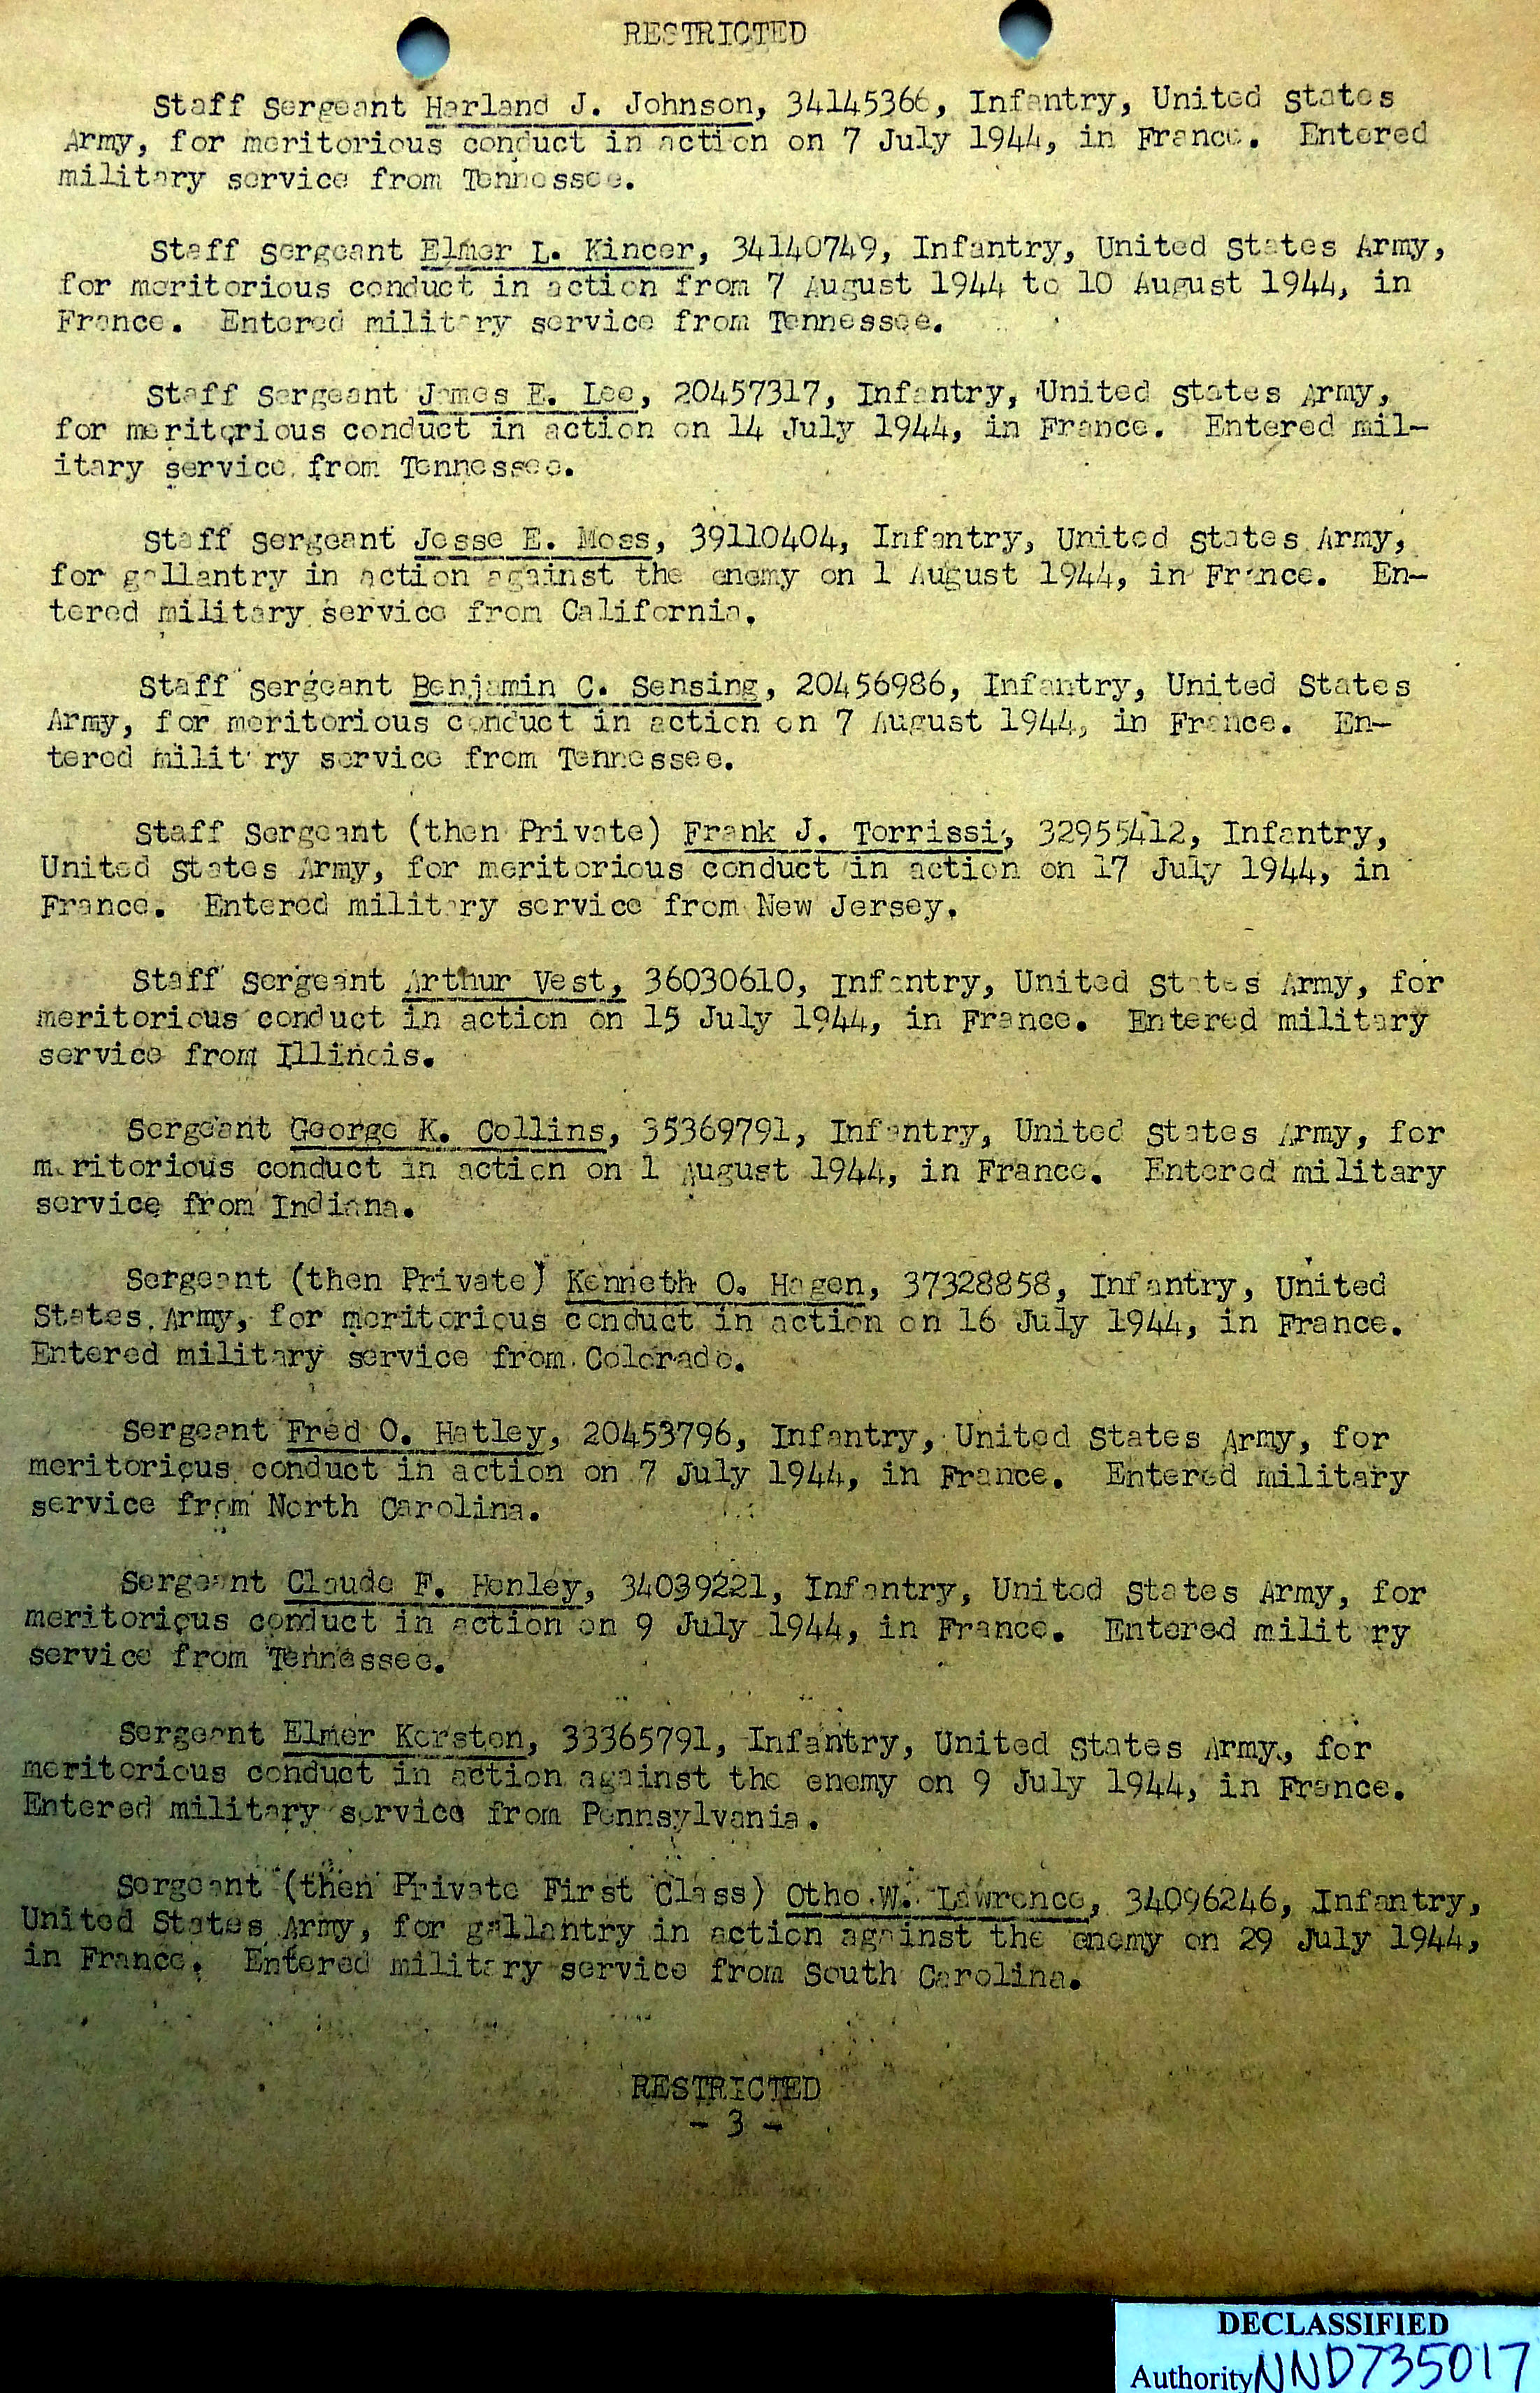 RESTRICTED
Staff Sergeant Harland J. Johnson, 34145366, Infantry, United States
Army, for meritorious conduct in action on 7 July 1944, in France. Entered
military service from Tennessee.
Staff Sergeant Elmer L. Kincer, 34140749, Infantry, United States Army,
for meritorious conduct in action from 7 August 1944 to 10 August 1944, in
France. Entered military service from Tennessee.
Staff Sergeant James E. Lee, 20457317, Infantry, United States Army,
for meritorious conduct in action on 14 July 1944, in France. Entered mil-
itary service from Tennessee.
Staff Sergeant Jesse E. Moss, 39110404, Infantry, United States Army,
for gallantry in action against the enemy on 1 August 1944, in France. En-
tered military service from California.
Staff Sergeant Benjamin C. Sensing, 20456986, Infantry, United States
Army, for meritorious conduct in action on 7 August 1944, in France. En-
tered military service from Tennessee.
Staff Sergeant (then Private) Frank J. Torrissi, 32955412, Infantry,
United States Army, for meritorious conduct in action on 17 July 1944, in
France. Entered military service from New Jersey.
Staff Sergeant Arthur Vest, 36030610, Infantry, United States Army, for
meritorious conduct in action on 15 July 1944, in France. Entered military
service from Illinois.
Sergeant George K. Collins, 35369791, Infantry, United States Army, for
meritorious conduct in action on 1 August 1944, in France. Entered military
service from Indiana.
Sergeant (then Private) Kenneth O. Hagen, 37328858, Infantry, United
States Army, for meritorious conduct in action on 16 July 1944, in France.
Entered military service from Colorado.
Sergeant Fred O. Hatley, 20453796, Infantry, United States Army, for
meritorious conduct in action on 7 July 1944, in France. Entered military
service from North Carolina.
Sergeant Claude F. Henley, 34039221, Infantry, United States Army, for
meritorious conduct in action on 9 July 1944, in France. Entered military
service from Tennessee.
Sergeant Elmer Kersten, 33365791, Infantry, United States Army, for
meritorious conduct in action against the enemy on 9 July 1944, in France.
Entered military service from Pennsylvania.
Sergeant (then Private First Class) Otho W. Lawrence, 34096246, Infantry,
United States Army, for gallantry in action against the enemy on 29 July 1944,
in France. Entered military service from South Carolina.
RESTRICTED
- 3 -
DECLASSIFIED
Authority NND735017